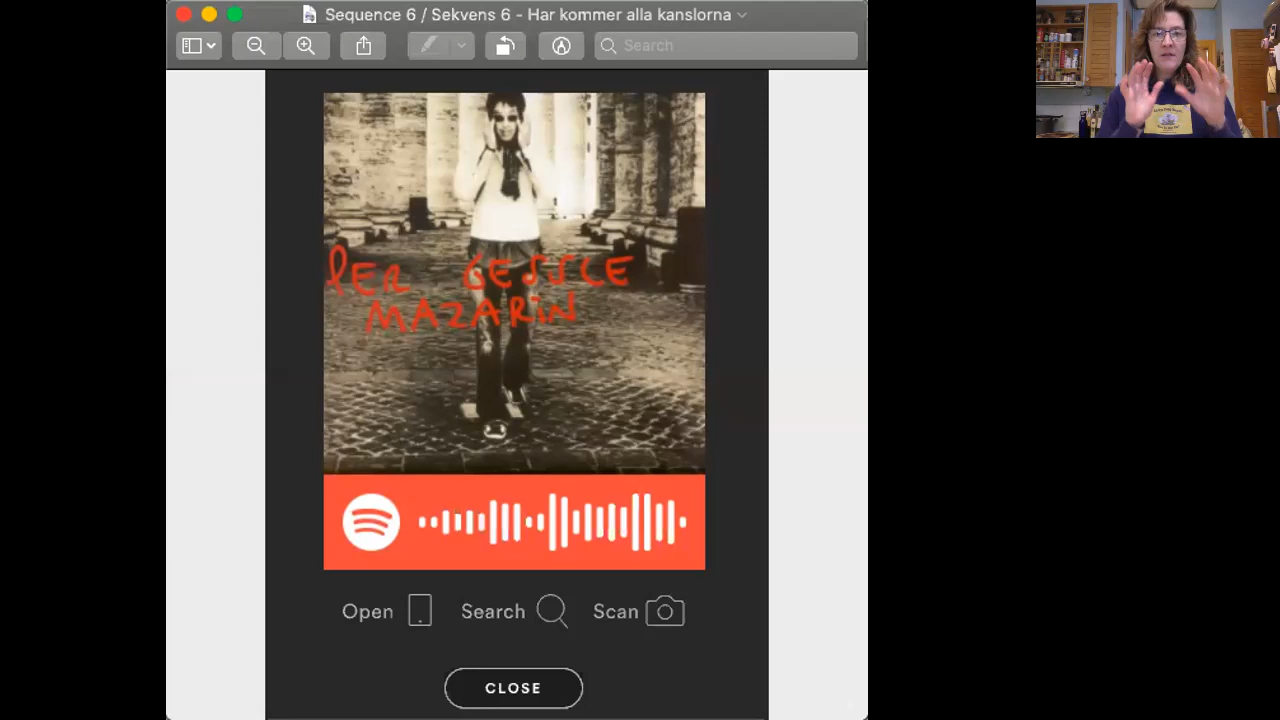 Sequence 6 / Sekvens 6 - Har kommer alla kanslorna
Search
PER GESSLE
MAZARIN
Open Search Scan
CLOSE